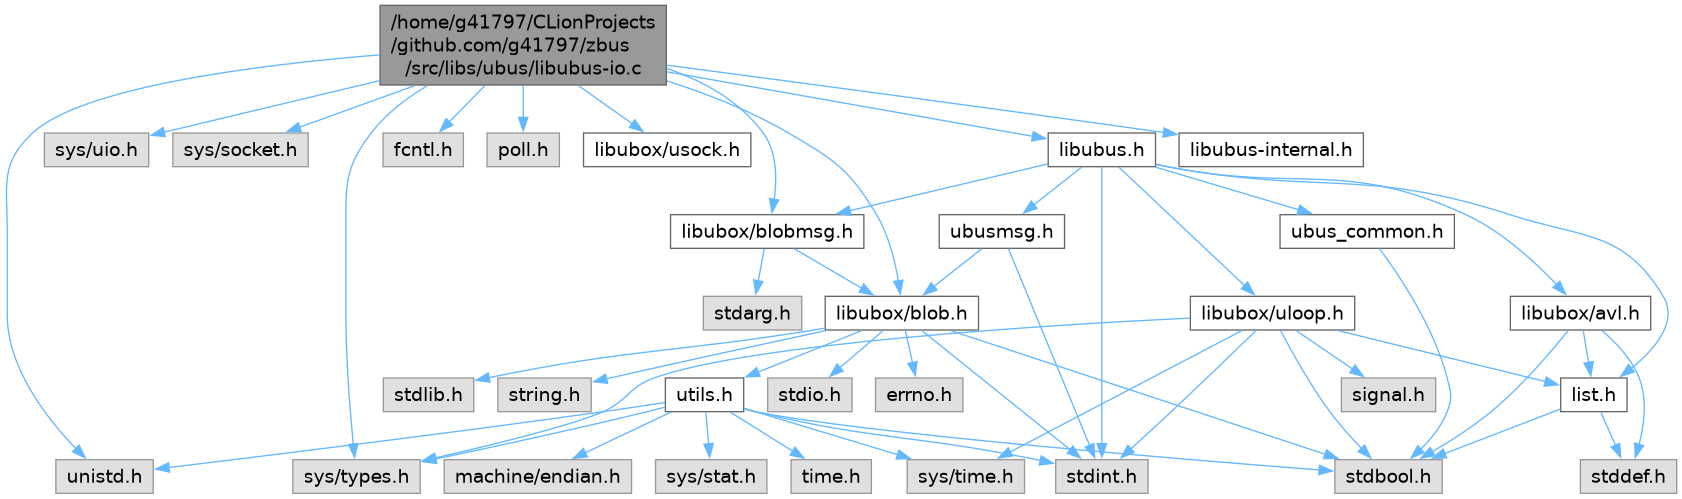 /home/g41797/CLionProjects
/github.com/g41797/zbus
/src/libs/ubus/libubus-io.c
sys/uio.h
sys/socket.h
fcntl.h
poll.h
libubox/usock.h
libubus.h
libubus-internal.h
libubox/blobmsg.h
ubusmsg.h
ubus_common.h
stdarg.h
libubox/blob.h
libubox/uloop.h
libubox/avl.h
stdlib.h
string.h
utils.h
stdio.h
errno.h
signal.h
list.h
unistd.h
sys/types.h
machine/endian.h
sys/stat.h
time.h
sys/time.h
stdint.h
stdbool.h
stddef.h